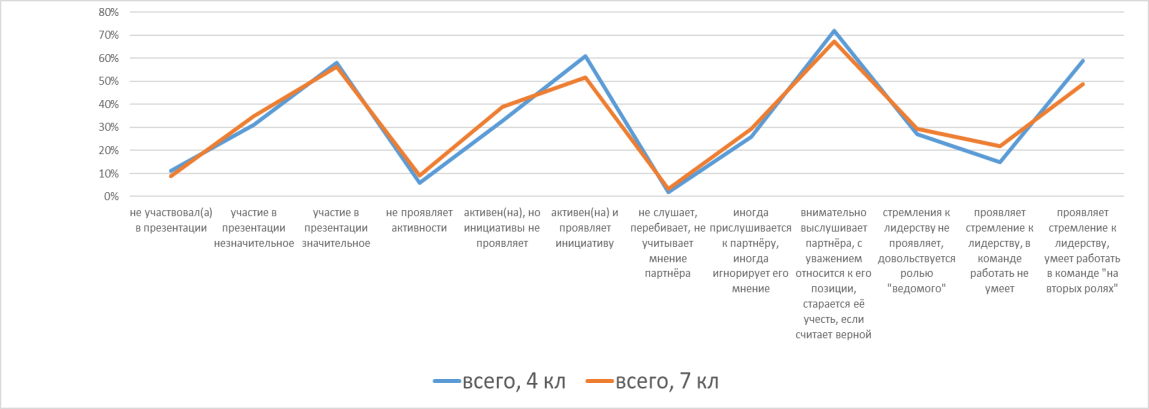 80%
70%
60%
50%
40%
30%
20%
10%
0%
не участвовал(а)
в презентации
участие в
презентации
незначительное
участие в
презентации
значительное
не проявляет
активности
активен(на), но
инициативы не
проявляет
активен(на) и
проявляет
инициативу
не слушает,
перебивает, не
учитывает
мнение
партнёра
иногда
прислушивается
к партнёру,
иногда
игнорирует его
мнение
внимательно
выслушивает
партнёра, с
уважением
относится к его
позиции,
старается её
учесть, если
считает верной
стремления к
лидерству не
проявляет,
довольствуется
ролью
"ведомого"
проявляет
стремление к
лидерству, в
команде
работать не
умеет
проявляет
стремление к
лидерству,
умеет работать
в команде "на
вторых ролях"
всего, 4 кл
всего, 7 кл